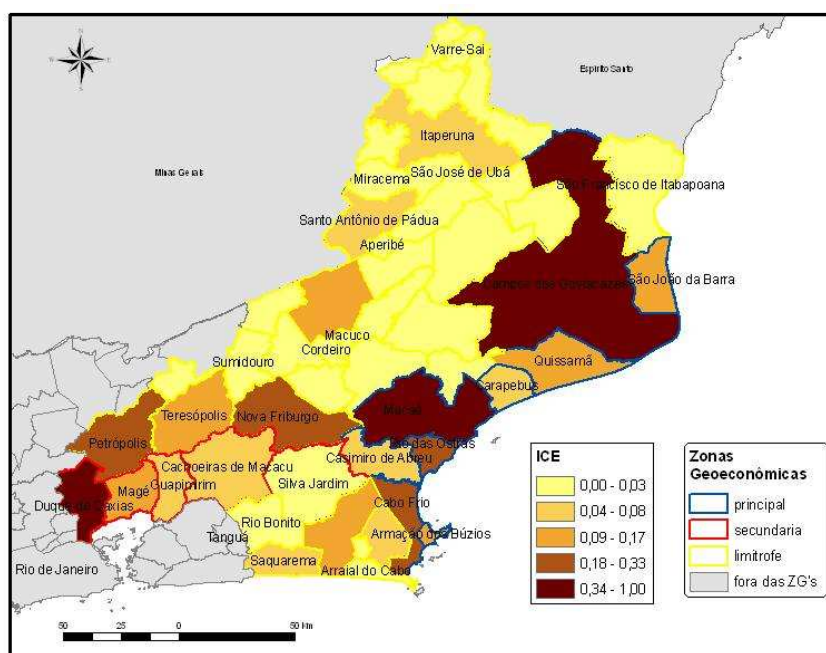 Varre-Sai
Espirito Santo
N
W E
S
Itaperuna
Minas Gerais
São José de Ubá
Miracema
São Francisco de Itabapoana
Santo Antônio de Pádua
Aperibé
Campos dos Goytacazes
São João da Barra
Macuco
Cordeiro
Sumidouro
Quissamã
Carapebus
Macaé
Teresópolis
Nova Friburgo
Petrópolis
Rio das Ostras
Casimiro de Abreu
Cachoeiras de Macacu
Duque de Caxias
Magé
Guapimirim
Silva Jardim
Cabo Frio
Rio Bonito
Armação dos Búzios
Tanguá
Saquarema
Rio de Janeiro
Arraial do Cabo
ICE
0,00 - 0,03
0,04 - 0,08
0,09 - 0,17
0,18 - 0,33
0,34 - 1,00
Zonas
Geoeconômicas
principal
secundaria
limitrofe
fora das ZG's
50 25 0 50 Km